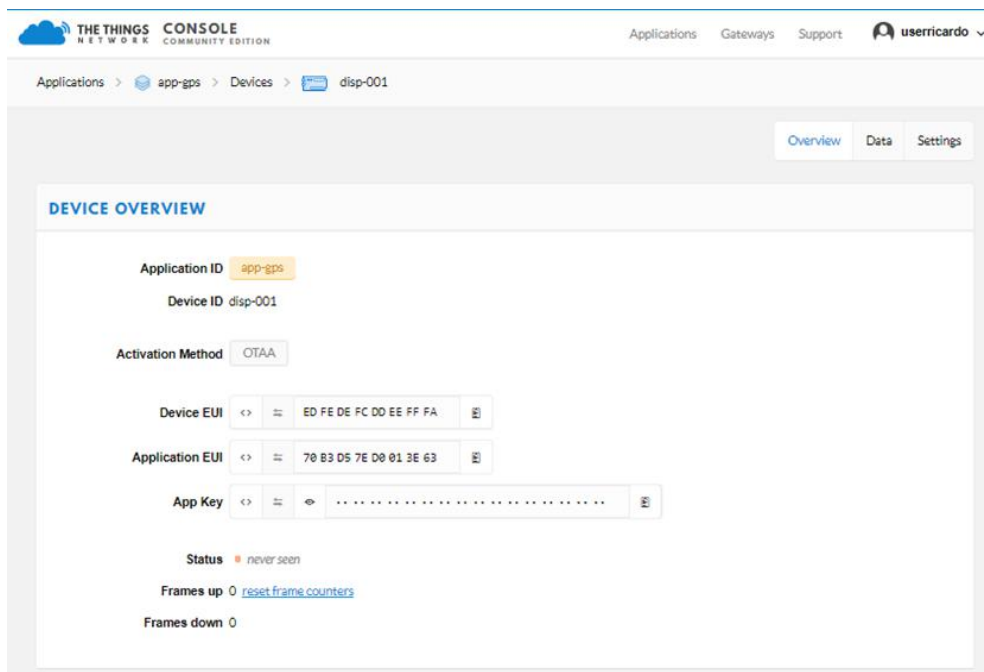 THE THINGS CONSOLE
NETWORK COMMUNITY EDITION
Applications Gateways Support userricardo
Applications > app-gps > Devices > disp-001
Overview Data Settings
DEVICE OVERVIEW
Application ID app-gps
Device ID disp-001
Activation Method OTAA
Device EUI <> ED FE DE FC DD EE FF FA
Application EUI <> 70 B3 D5 7E D0 01 3E 63
App Key <> .. .. .. .. .. .. .. .. .. .. .. .. .. .. .. ..
Status never seen
Frames up 0 reset frame counters
Frames down 0